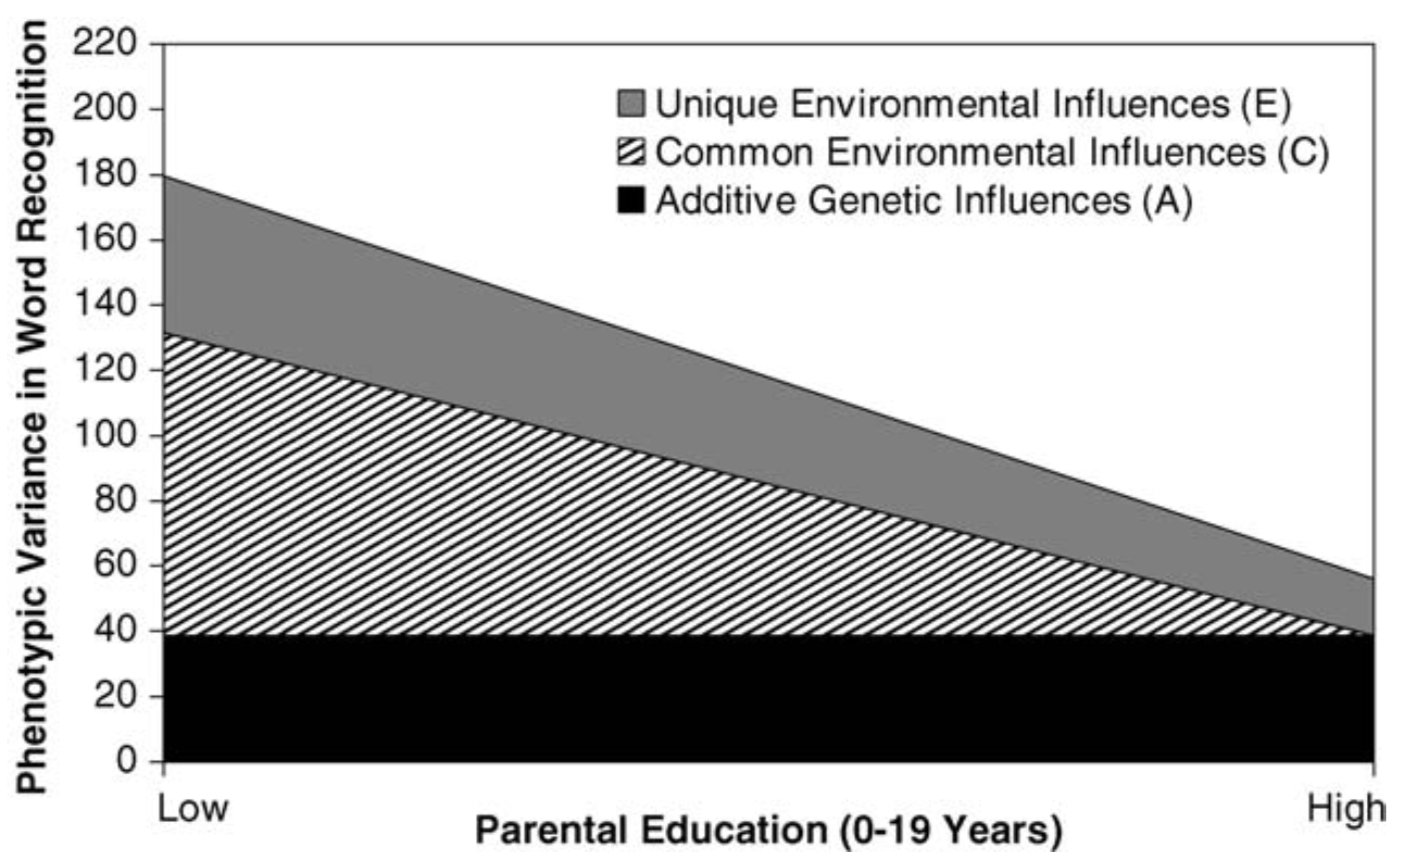 Phenotypic Variance in Word Recognition
220
200
180
160
140
120
100
80
60
40
20
0
Unique Environmental Influences (E)
Common Environmental Influences (C)
Additive Genetic Influences (A)
Low
High
Parental Education (0-19 Years)